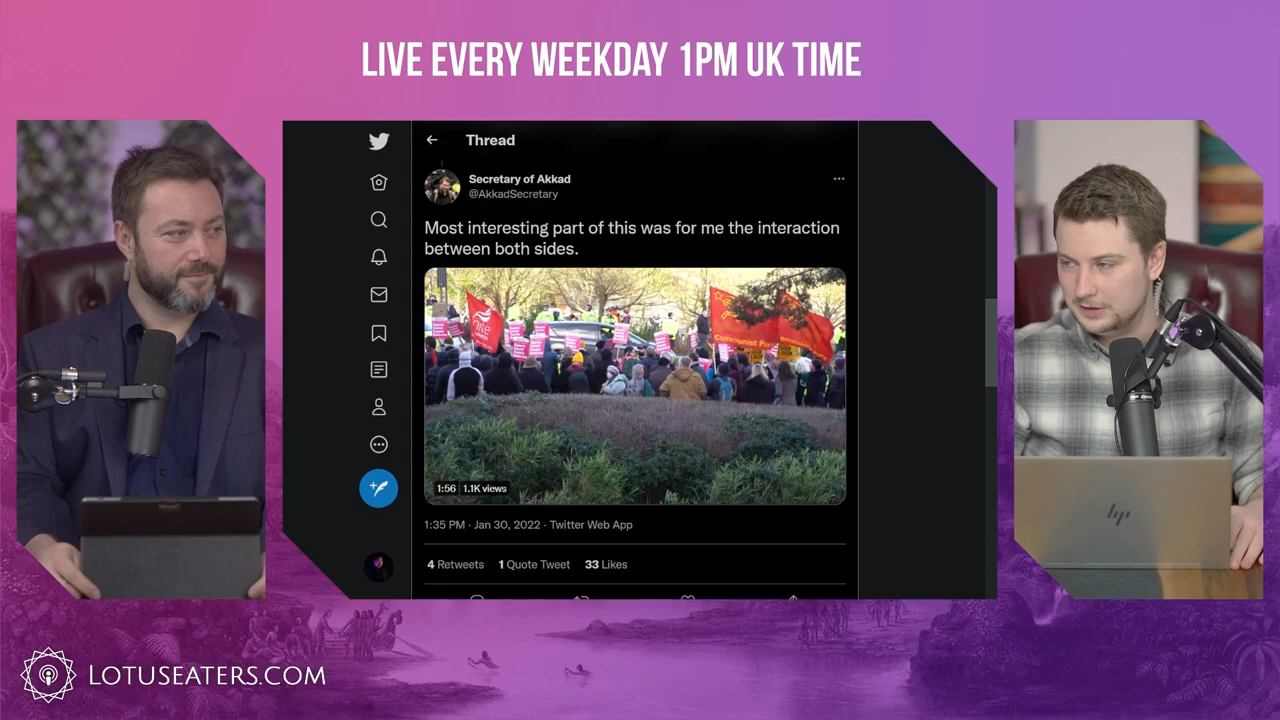 LIVE EVERY WEEKDAY 1PM UK TIME
Thread
Secretary of Akkad
@AkkadSecretary
Most interesting part of this was for me the interaction
between both sides.
Communist Par
1:56 1.1K views
1:35 PM · Jan 30, 2022 · Twitter Web App
4 Retweets 1 Quote Tweet 33 Likes
hp
LOTUSEATERS.COM